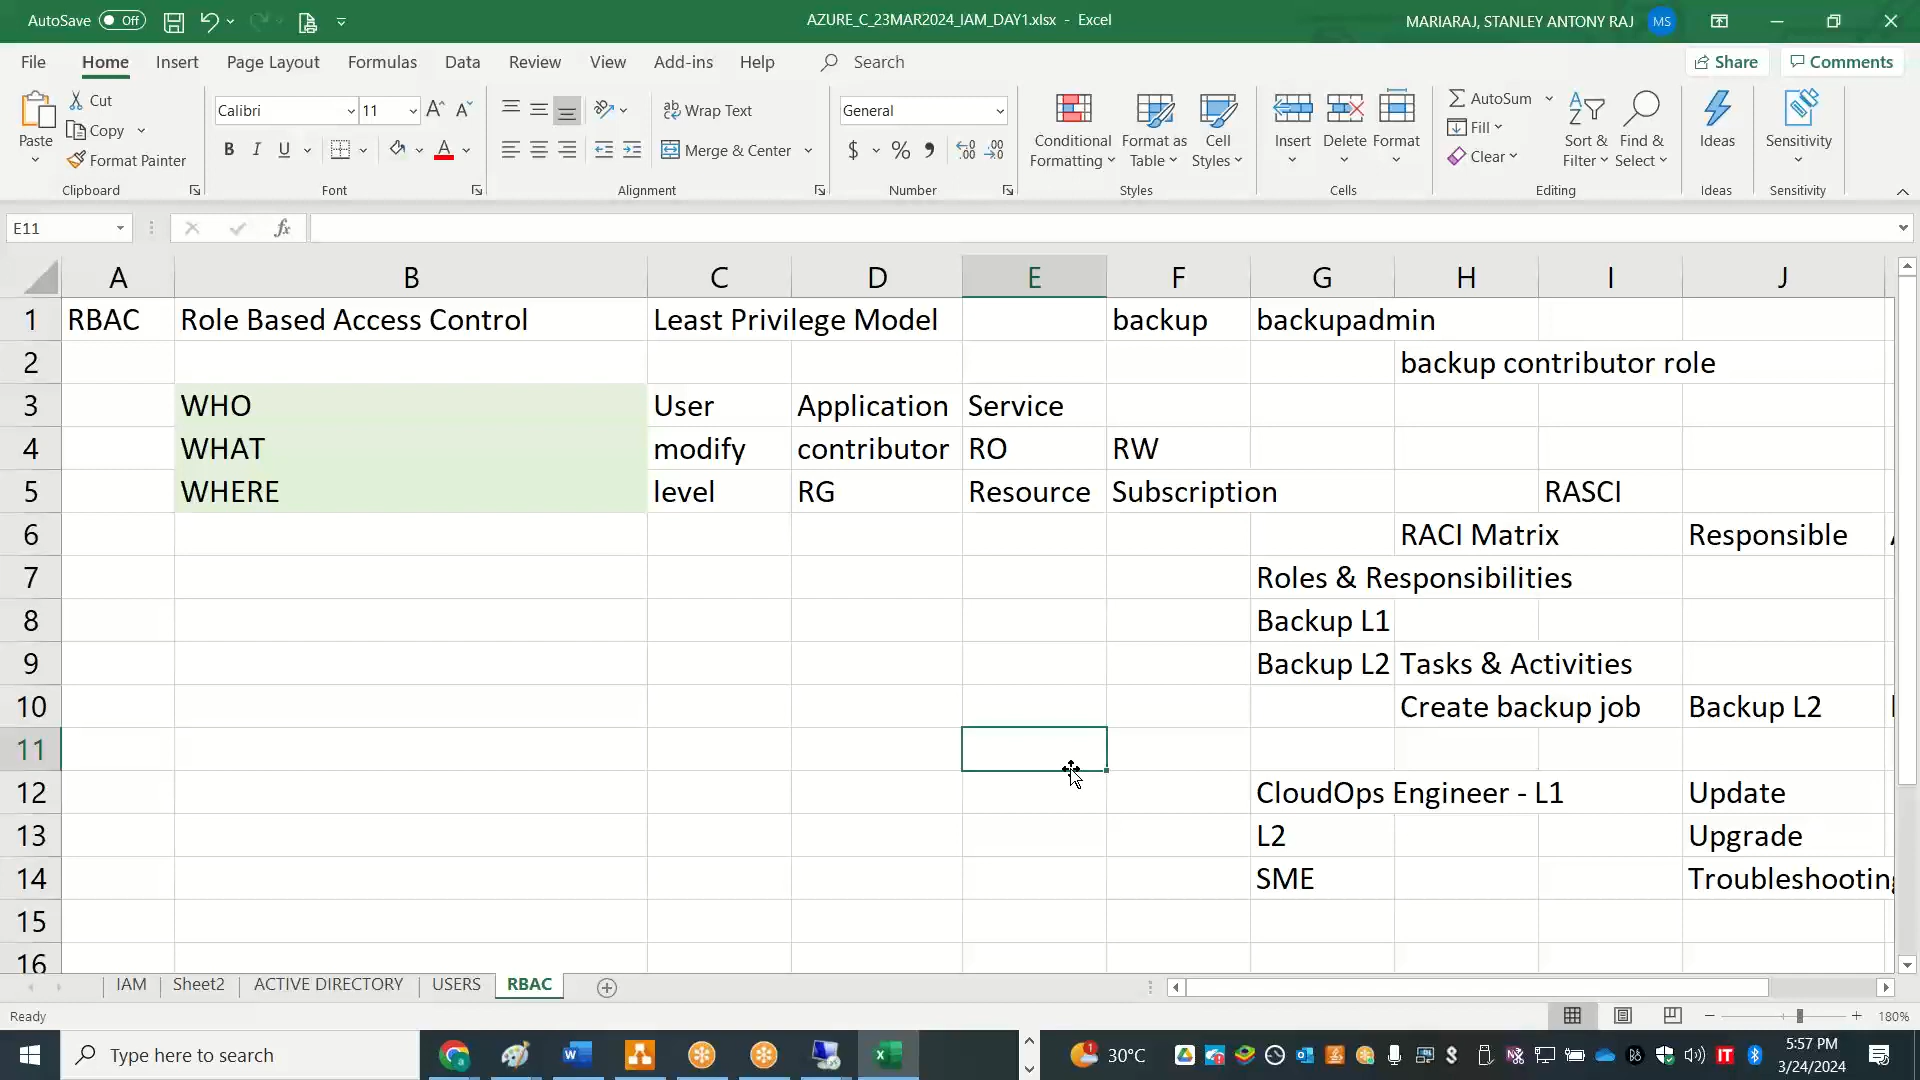 AutoSave Off AZURE_C_23MAR2024_IAM_DAY1.xlsx - Excel MARIARAJ, STANLEY ANTONY RAJ MS
File Home Insert Page Layout Formulas Data Review View Add-ins Help Search Share Comments
Paste Cut Copy Format Painter Clipboard
Calibri 11 B I U A Font
Wrap Text Merge & Center Alignment
General $ % Number
Conditional Formatting Format as Table Cell Styles Styles
Insert Delete Format Cells
AutoSum Fill Clear Sort & Filter Find & Select Editing
Ideas Ideas
Sensitivity Sensitivity
E11 fx
A B C D E F G H I J
1 RBAC Role Based Access Control Least Privilege Model backup backupadmin
2 backup contributor role
3 WHO User Application Service
4 WHAT modify contributor RO RW
5 WHERE level RG Resource Subscription RASCI
6 RACI Matrix Responsible
7 Roles & Responsibilities
8 Backup L1
9 Backup L2 Tasks & Activities
10 Create backup job Backup L2
11
12 CloudOps Engineer - L1 Update
13 L2 Upgrade
14 SME Troubleshooting
15
16
IAM Sheet2 ACTIVE DIRECTORY USERS RBAC
Ready 180%
Type here to search 30°C 5:57 PM
3/24/2024